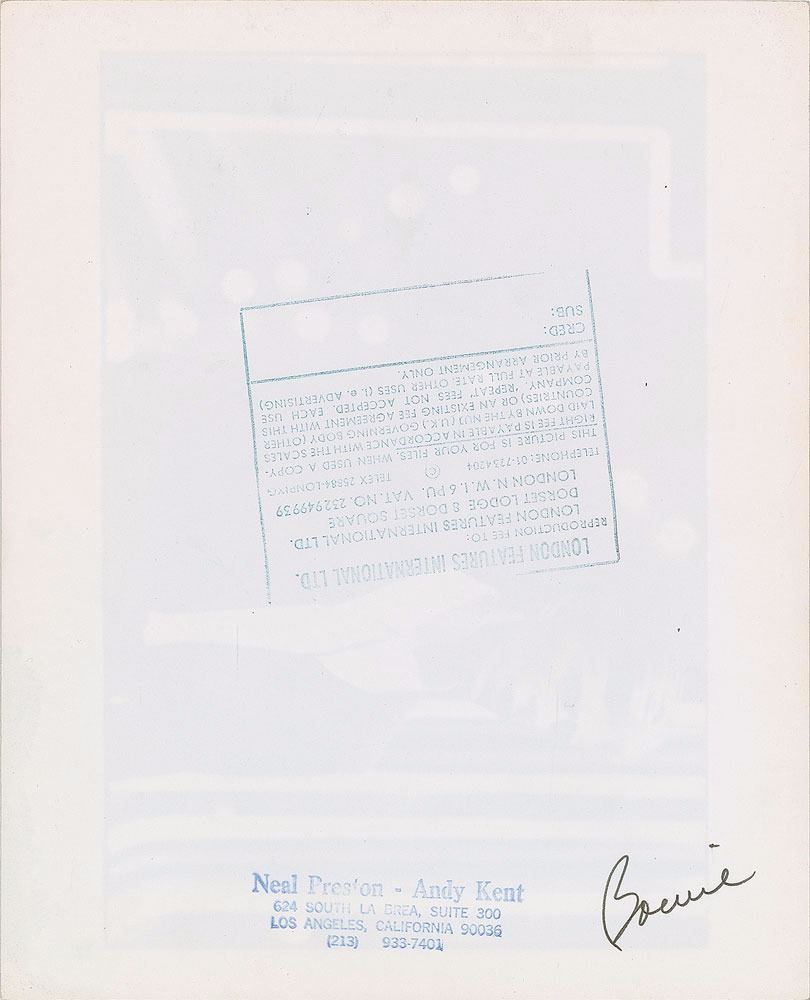 LONDON FEATURES INTERNATIONAL LTD.
REPRODUCTION FEE TO:
LONDON FEATURES INTERNATIONAL LTD.
DORSET LODGE 8 DORSET SQUARE
LONDON N.W.1. 6 PU. VAT. NO. 232949939
TELEPHONE: 01-7234204 © TELEX 25884-LONPIX G
THIS PICTURE IS FOR YOUR FILES. WHEN USED A COPY-
RIGHT FEE IS PAYABLE IN ACCORDANCE WITH THE SCALES
LAID DOWN BY THE NUJ (U.K.) GOVERNING BODY (OTHER
COUNTRIES) OR AN EXISTING FEE AGREEMENT WITH THIS
COMPANY. "REPEAT" FEES NOT ACCEPTED. EACH USE
PAYABLE AT FULL RATE. OTHER USES (i. e. ADVERTISING)
BY PRIOR ARRANGEMENT ONLY.
CRED:
SUB:
Neal Preston - Andy Kent
624 SOUTH LA BREA, SUITE 300
LOS ANGELES, CALIFORNIA 90036
(213) 933-7401
Bowie